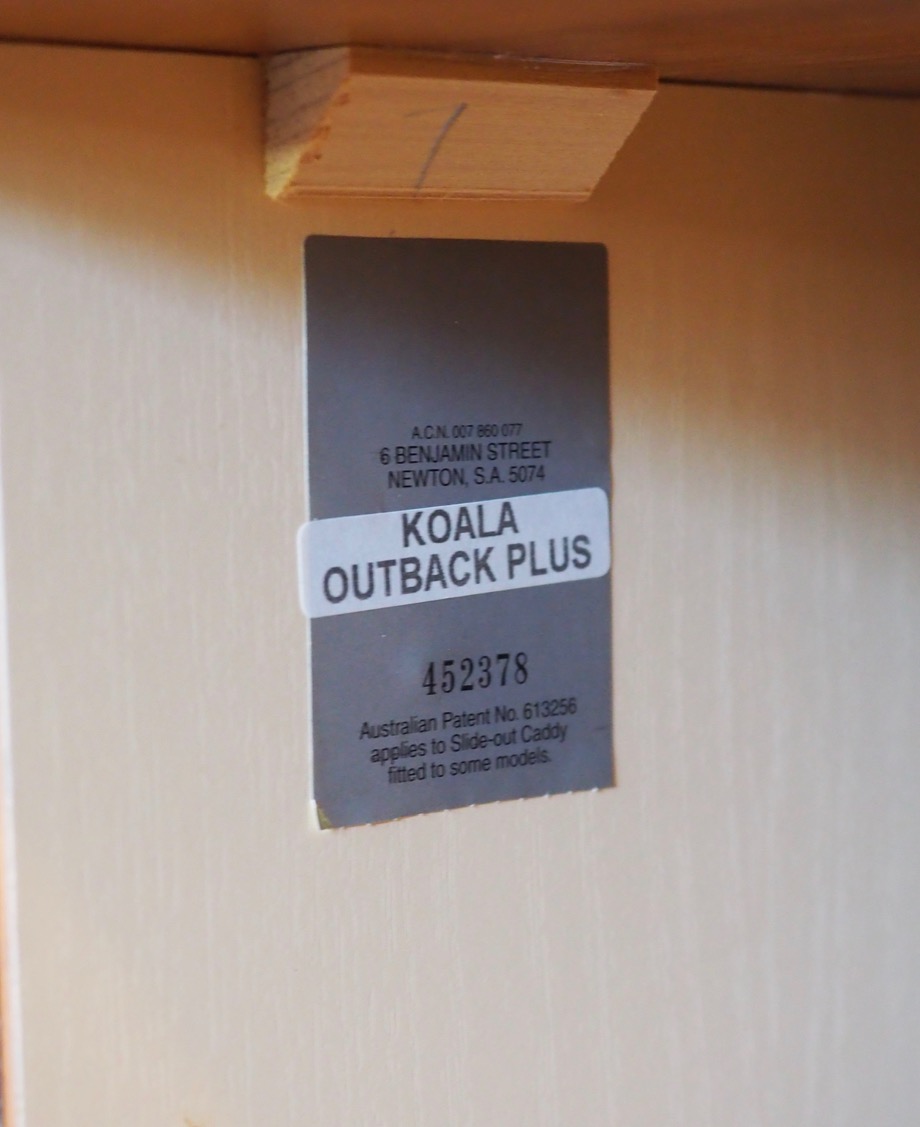 A.C.N. 007 860 077
6 BENJAMIN STREET
NEWTON, S.A. 5074
KOALA
OUTBACK PLUS
452378
Australian Patent No. 613256
applies to Slide-out Caddy
fitted to some models.